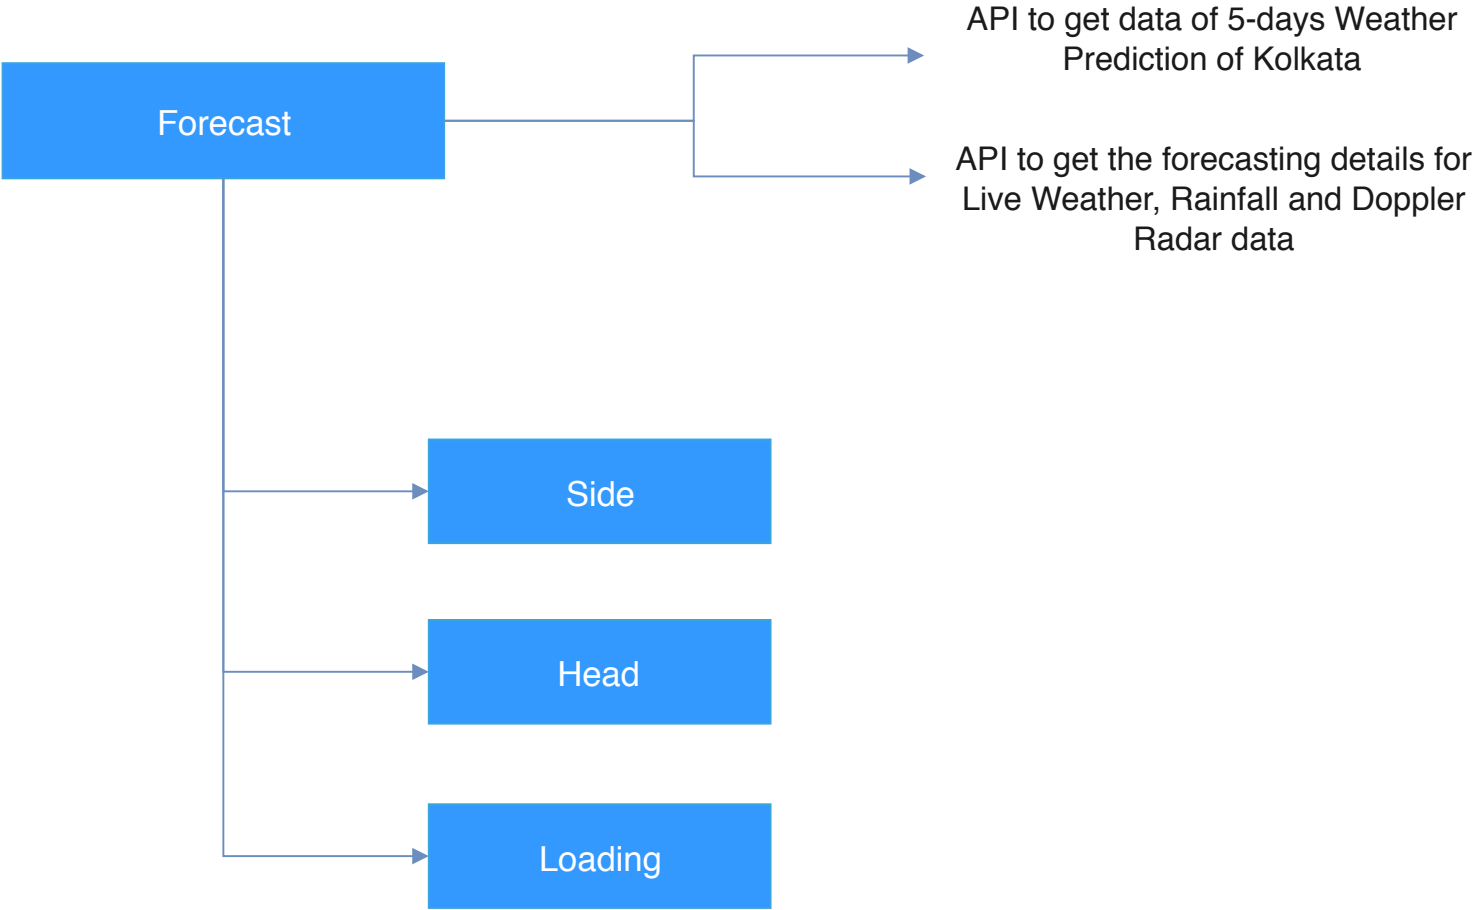 API to get data of 5-days Weather
Prediction of Kolkata
Forecast
API to get the forecasting details for
Live Weather, Rainfall and Doppler
Radar data
Side
Head
Loading